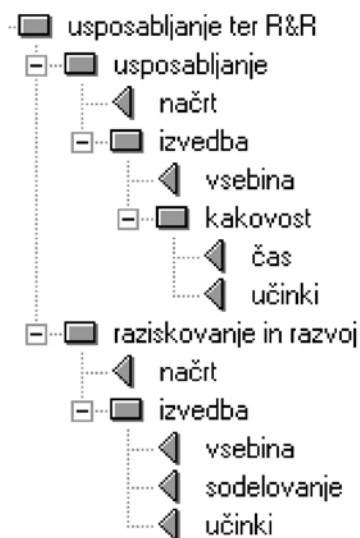 usposabljanje ter R&R
usposabljanje
načrt
izvedba
vsebina
kakovost
čas
učinki
raziskovanje in razvoj
načrt
izvedba
vsebina
sodelovanje
učinki